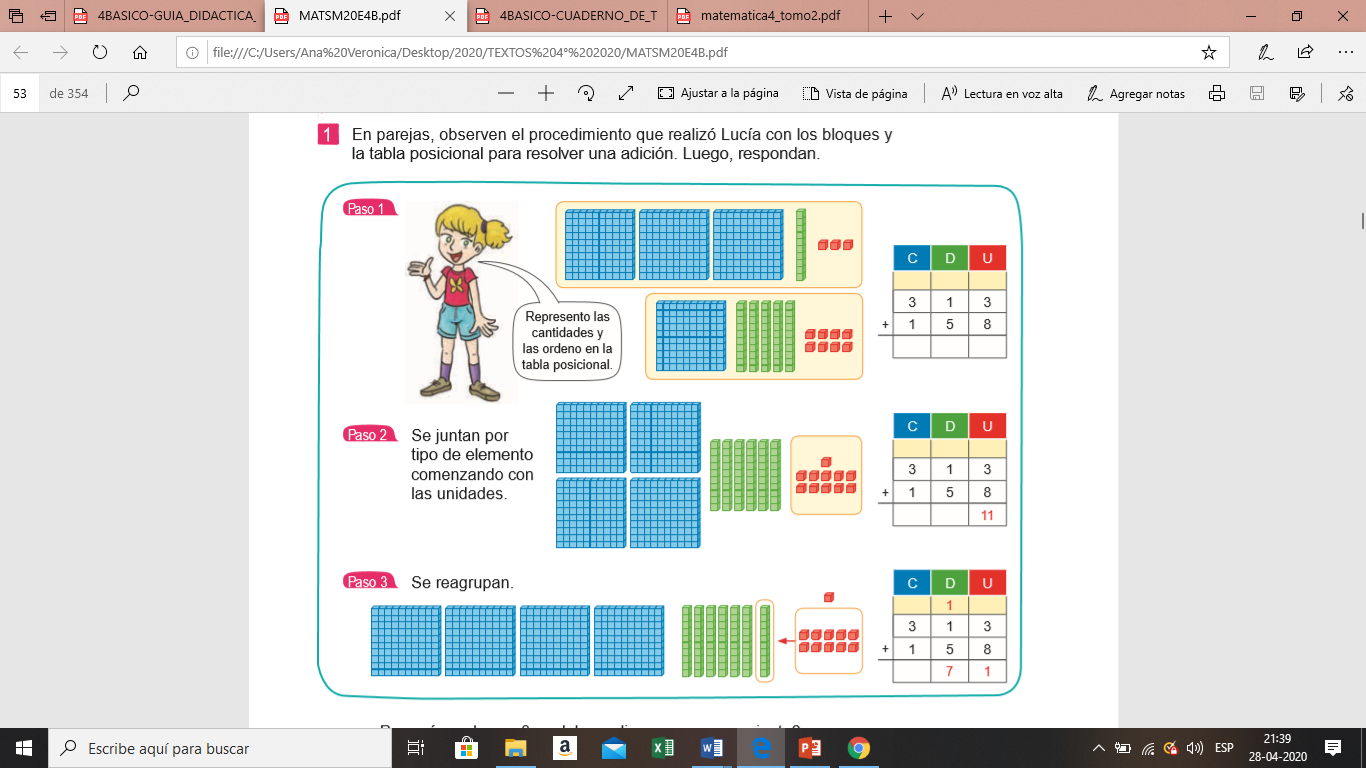 4BASICO-GUIA_DIDACTICA_
MATSM20E4B.pdf
4BASICO-CUADERNO_DE_T
matematica4_tomo2.pdf
file:///C:/Users/Ana%20Veronica/Desktop/2020/TEXTOS%204º%202020/MATSM20E4B.pdf
53 de 354
Ajustar a la página
Vista de página
Lectura en voz alta
Agregar notas
1 En parejas, observen el procedimiento que realizó Lucía con los bloques y
la tabla posicional para resolver una adición. Luego, respondan.
Paso 1
Represento las
cantidades y
las ordeno en la
tabla posicional.
C D U
3 1 3
+ 1 5 8
Paso 2
Se juntan por
tipo de elemento
comenzando con
las unidades.
C D U
3 1 3
+ 1 5 8
11
Paso 3
Se reagrupan.
C D U
1
3 1 3
+ 1 5 8
7 1
Escribe aquí para buscar
ESP
21:39
28-04-2020